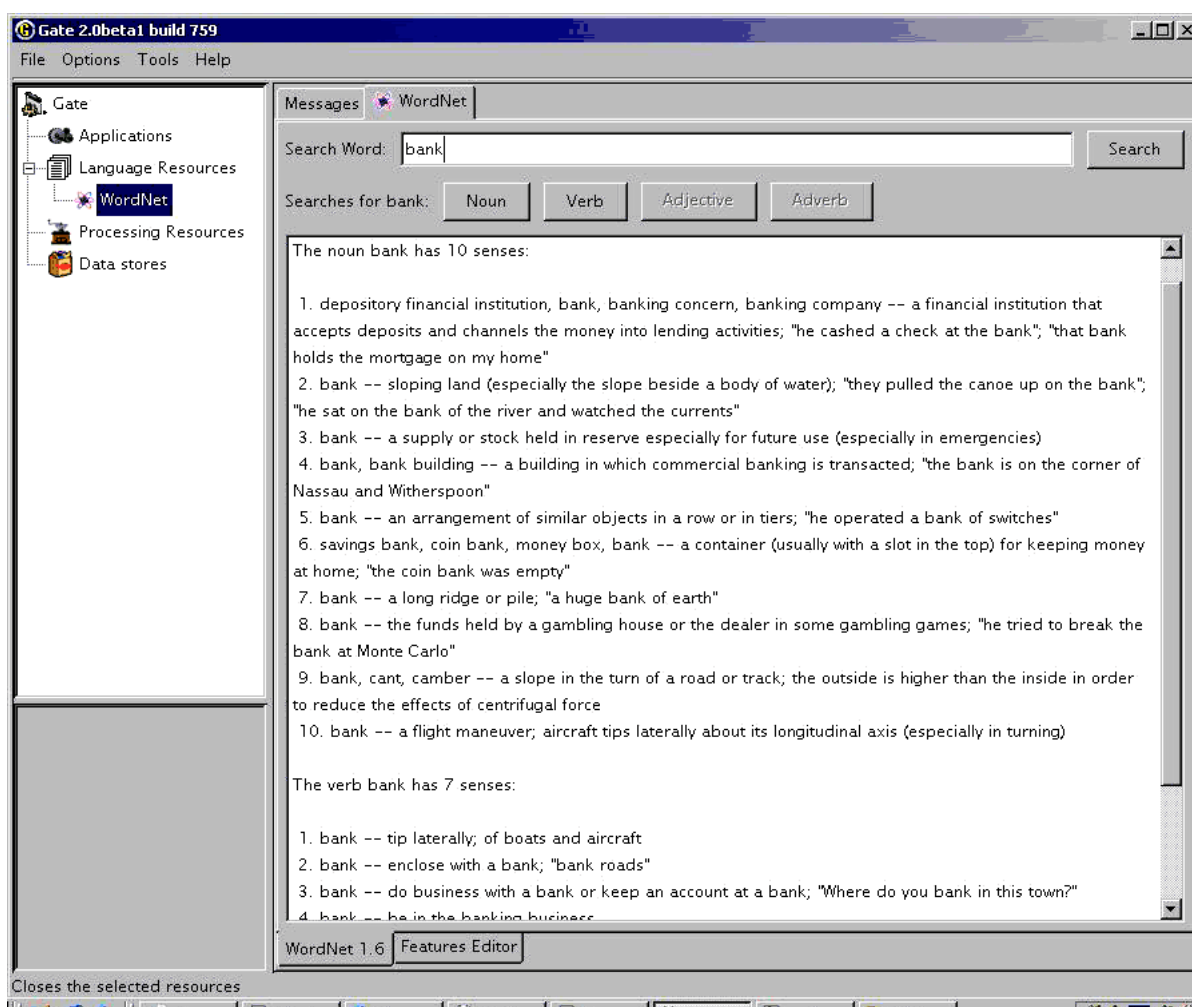 Gate 2.0beta1 build 759
File Options Tools Help
Gate
Applications
Language Resources
WordNet
Processing Resources
Data stores
Messages WordNet
Search Word: bank Search
Searches for bank: Noun Verb Adjective Adverb
The noun bank has 10 senses:
1. depository financial institution, bank, banking concern, banking company -- a financial institution that
accepts deposits and channels the money into lending activities; "he cashed a check at the bank"; "that bank
holds the mortgage on my home"
2. bank -- sloping land (especially the slope beside a body of water); "they pulled the canoe up on the bank";
"he sat on the bank of the river and watched the currents"
3. bank -- a supply or stock held in reserve especially for future use (especially in emergencies)
4. bank, bank building -- a building in which commercial banking is transacted; "the bank is on the corner of
Nassau and Witherspoon"
5. bank -- an arrangement of similar objects in a row or in tiers; "he operated a bank of switches"
6. savings bank, coin bank, money box, bank -- a container (usually with a slot in the top) for keeping money
at home; "the coin bank was empty"
7. bank -- a long ridge or pile; "a huge bank of earth"
8. bank -- the funds held by a gambling house or the dealer in some gambling games; "he tried to break the
bank at Monte Carlo"
9. bank, cant, camber -- a slope in the turn of a road or track; the outside is higher than the inside in order
to reduce the effects of centrifugal force
10. bank -- a flight maneuver; aircraft tips laterally about its longitudinal axis (especially in turning)
The verb bank has 7 senses:
1. bank -- tip laterally; of boats and aircraft
2. bank -- enclose with a bank; "bank roads"
3. bank -- do business with a bank or keep an account at a bank; "Where do you bank in this town?"
4. bank -- be in the banking business
WordNet 1.6 Features Editor
Closes the selected resources